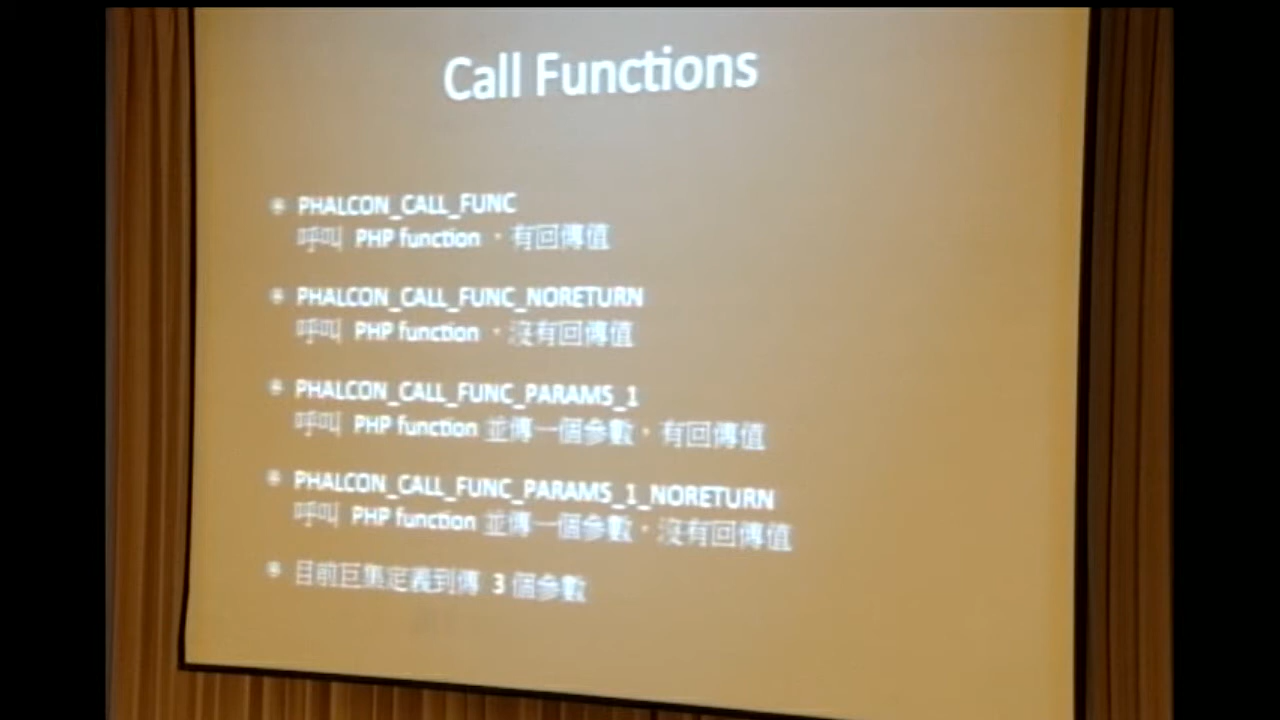 Call Functions
PHALCON_CALL_FUNC
呼叫 PHP function,有回傳值
PHALCON_CALL_FUNC_NORETURN
呼叫 PHP function,沒有回傳值
PHALCON_CALL_FUNC_PARAMS_1
呼叫 PHP function 並傳一個參數,有回傳值
PHALCON_CALL_FUNC_PARAMS_1_NORETURN
呼叫 PHP function 並傳一個參數,沒有回傳值
目前巨集定義到傳 3 個參數